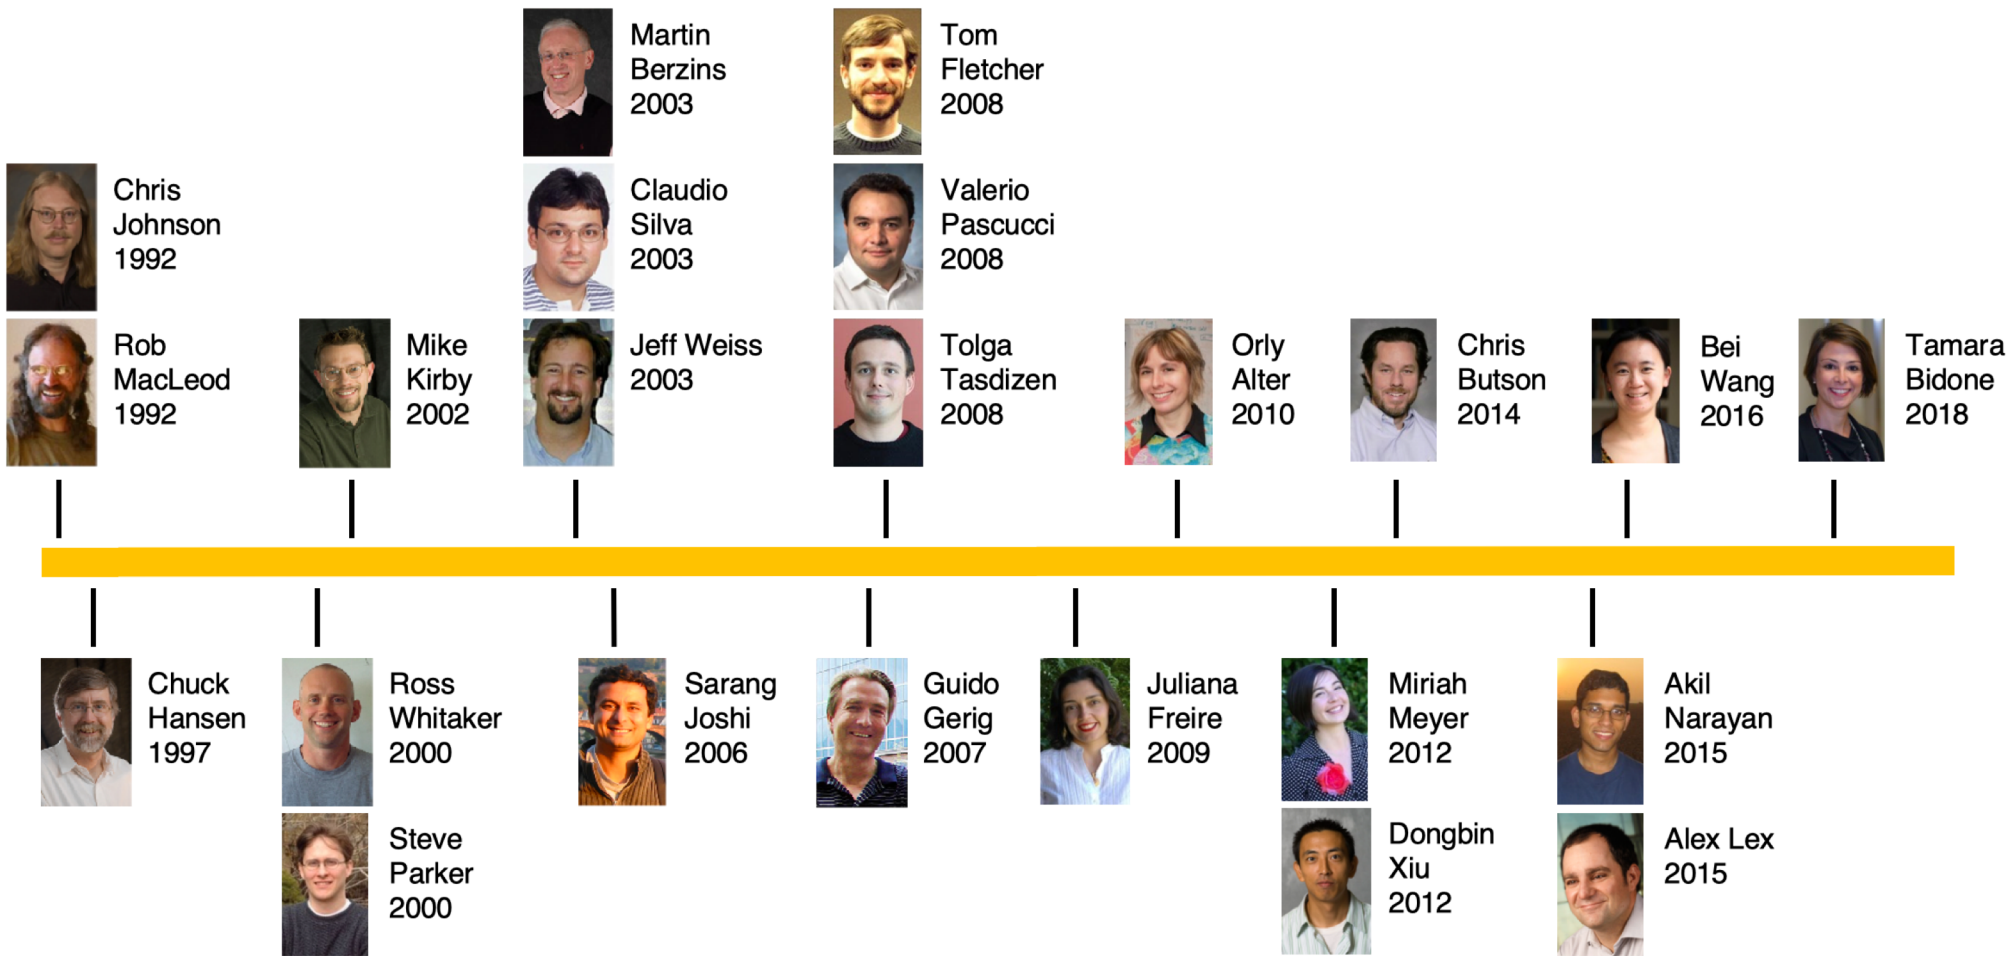 Martin
Berzins
2003
Tom
Fletcher
2008
Chris
Johnson
1992
Claudio
Silva
2003
Valerio
Pascucci
2008
Rob
MacLeod
1992
Mike
Kirby
2002
Jeff Weiss
2003
Tolga
Tasdizen
2008
Orly
Alter
2010
Chris
Butson
2014
Bei
Wang
2016
Tamara
Bidone
2018
Chuck
Hansen
1997
Ross
Whitaker
2000
Sarang
Joshi
2006
Guido
Gerig
2007
Juliana
Freire
2009
Miriah
Meyer
2012
Akil
Narayan
2015
Steve
Parker
2000
Dongbin
Xiu
2012
Alex Lex
2015